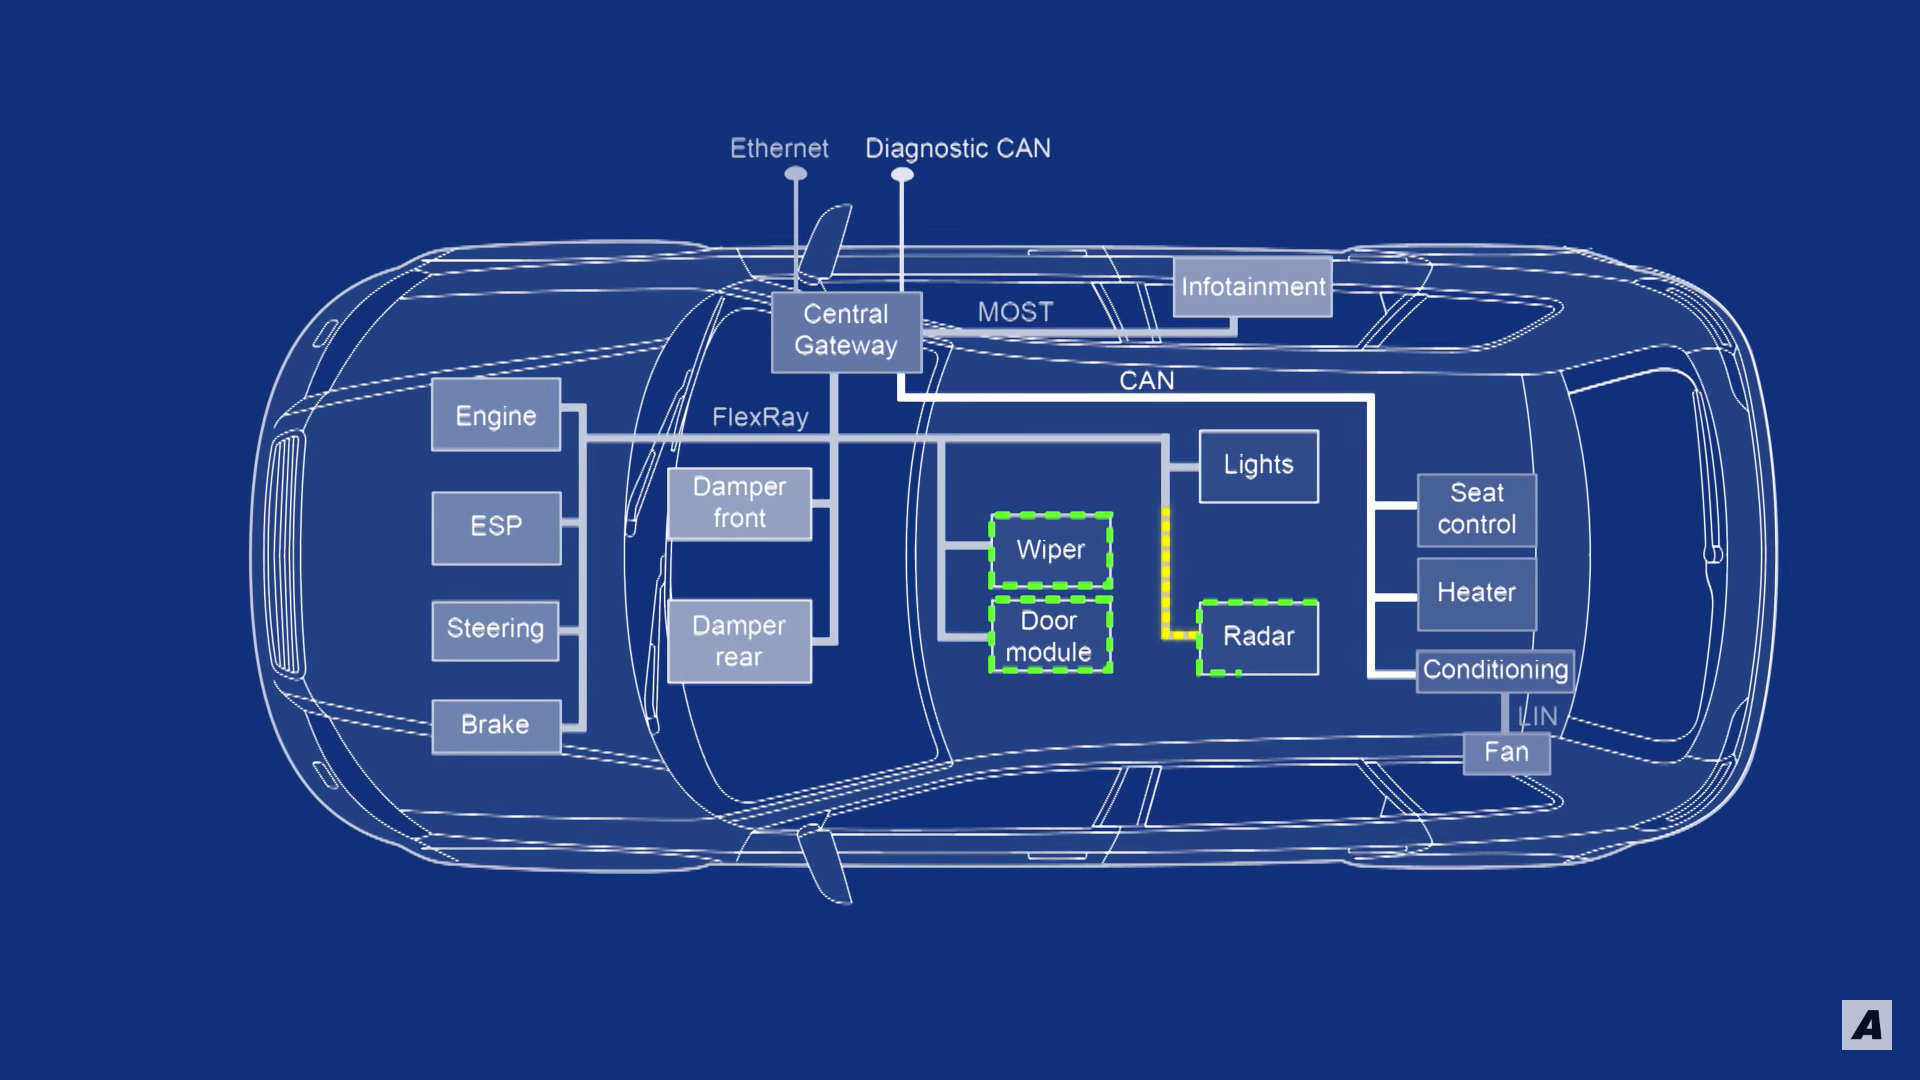 Ethernet
Diagnostic CAN
Infotainment
Central
Gateway
MOST
CAN
Engine
FlexRay
Lights
Damper
front
Seat
control
ESP
Wiper
Heater
Steering
Damper
rear
Door
module
Radar
Conditioning
Brake
LIN
Fan
A